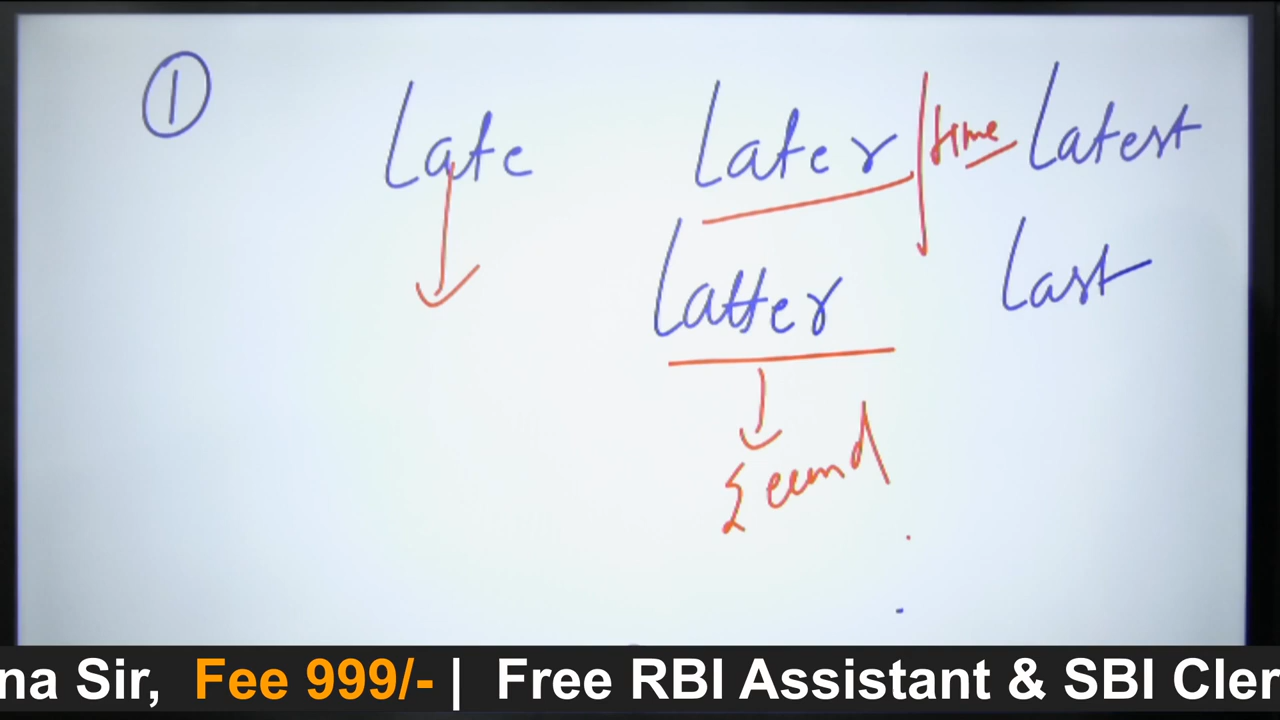 1
Late Later time Latest
Latter Last
Second
na Sir, Fee 999/- | Free RBI Assistant & SBI Cler